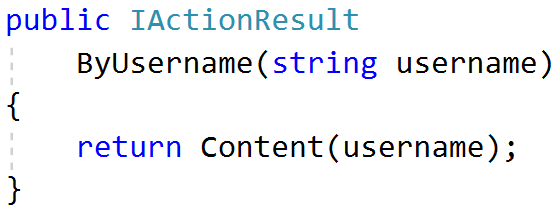 public IActionResult
    ByUsername(string username)
{
    return Content(username);
}